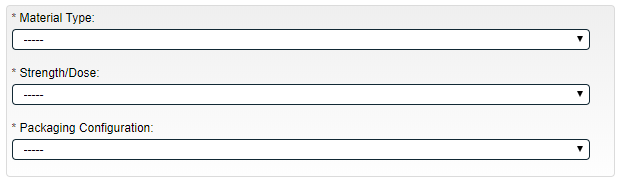 * Material Type:
-----
* Strength/Dose:
-----
* Packaging Configuration:
-----